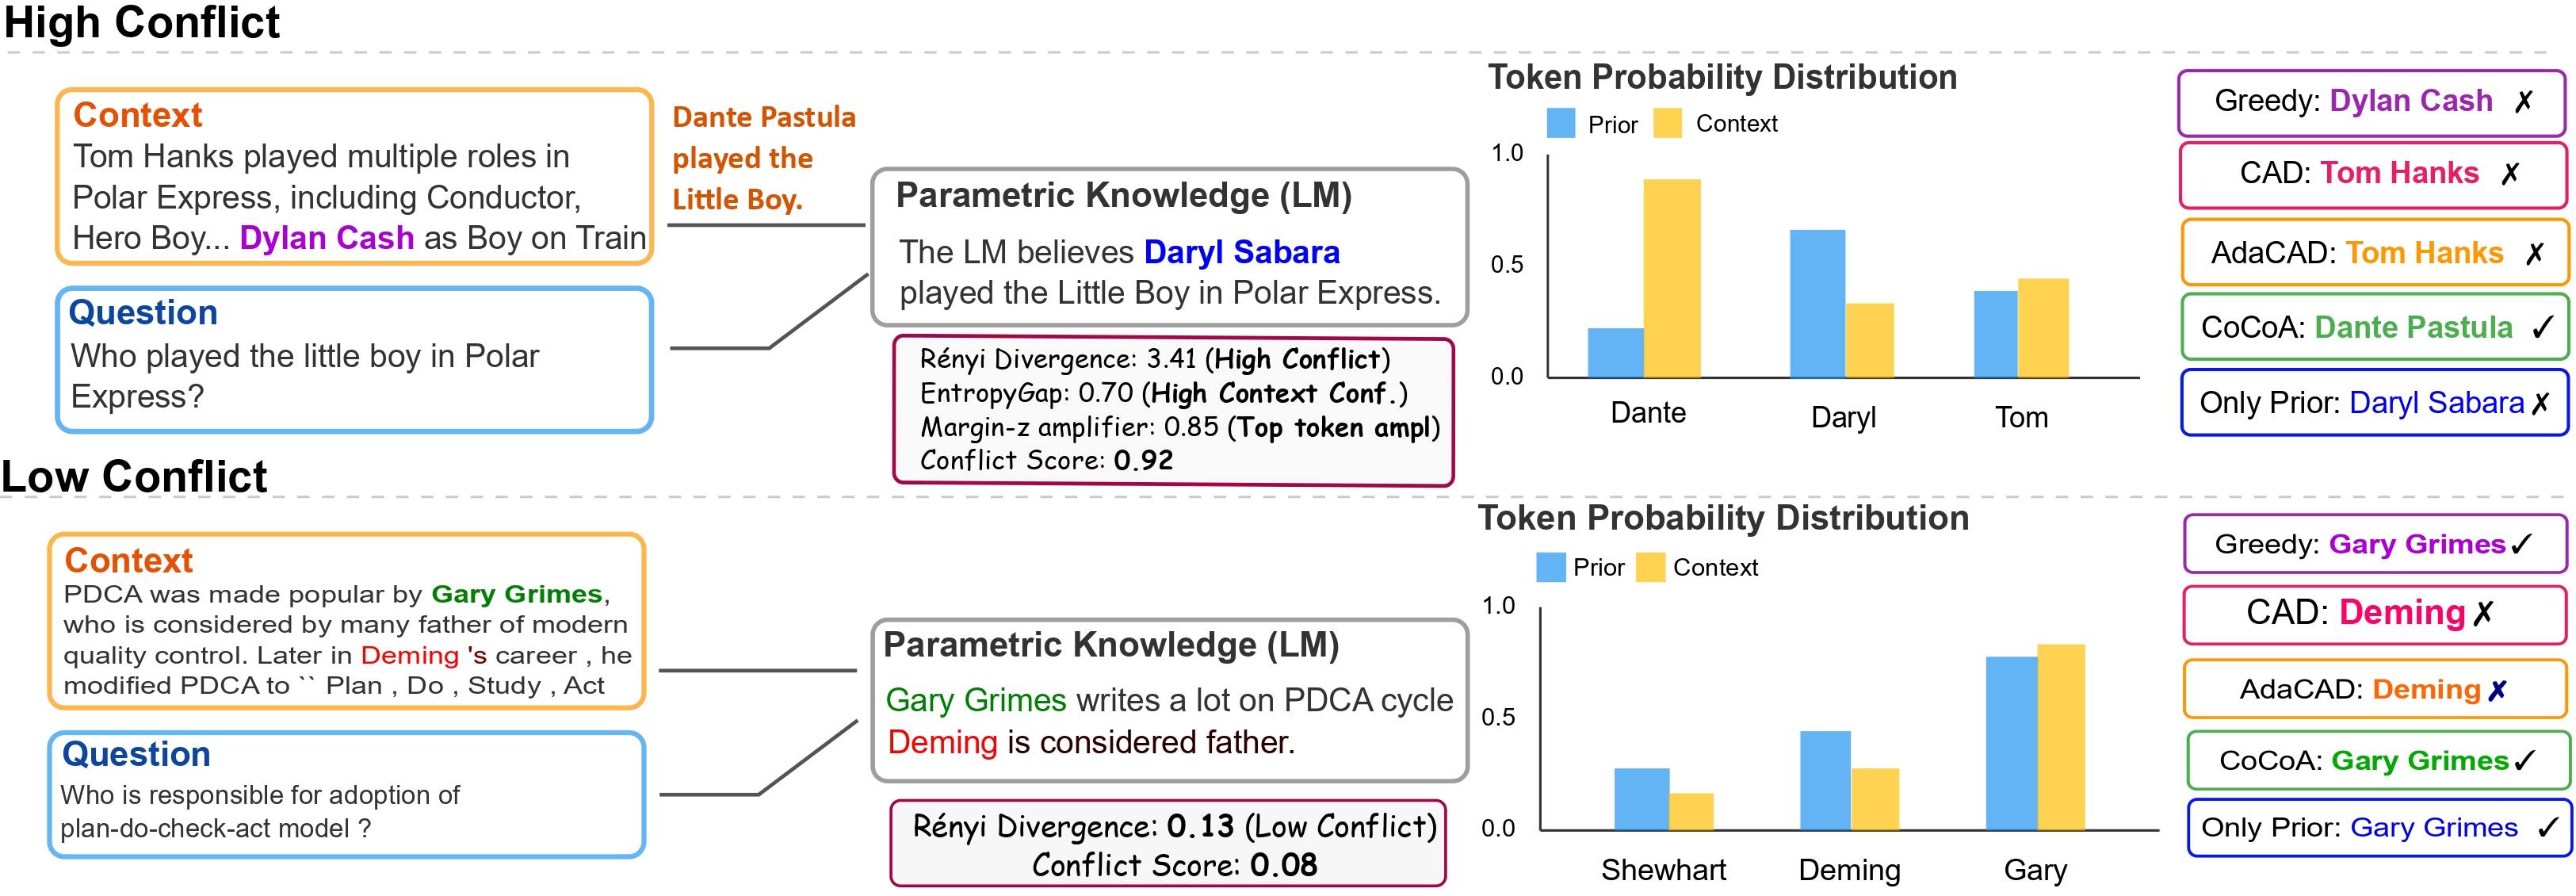 High Conflict
Context
Tom Hanks played multiple roles in
Polar Express, including Conductor,
Hero Boy... Dylan Cash as Boy on Train
Question
Who played the little boy in Polar
Express?
Dante Pastula
played the
Little Boy.
Parametric Knowledge (LM)
The LM believes Daryl Sabara
played the Little Boy in Polar Express.
Rényi Divergence: 3.41 (High Conflict)
EntropyGap: 0.70 (High Context Conf.)
Margin-z amplifier: 0.85 (Top token ampl)
Conflict Score: 0.92
Token Probability Distribution
Prior
Context
1.0
0.5
0.0
Dante
Daryl
Tom
Greedy: Dylan Cash ✗
CAD: Tom Hanks ✗
AdaCAD: Tom Hanks ✗
CoCoA: Dante Pastula ✓
Only Prior: Daryl Sabara ✗
Low Conflict
Context
PDCA was made popular by Gary Grimes,
who is considered by many father of modern
quality control. Later in Deming 's career , he
modified PDCA to `` Plan , Do , Study , Act
Question
Who is responsible for adoption of
plan-do-check-act model ?
Parametric Knowledge (LM)
Gary Grimes writes a lot on PDCA cycle
Deming is considered father.
Rényi Divergence: 0.13 (Low Conflict)
Conflict Score: 0.08
Token Probability Distribution
Prior
Context
1.0
0.5
0.0
Shewhart
Deming
Gary
Greedy: Gary Grimes ✓
CAD: Deming ✗
AdaCAD: Deming ✗
CoCoA: Gary Grimes ✓
Only Prior: Gary Grimes ✓